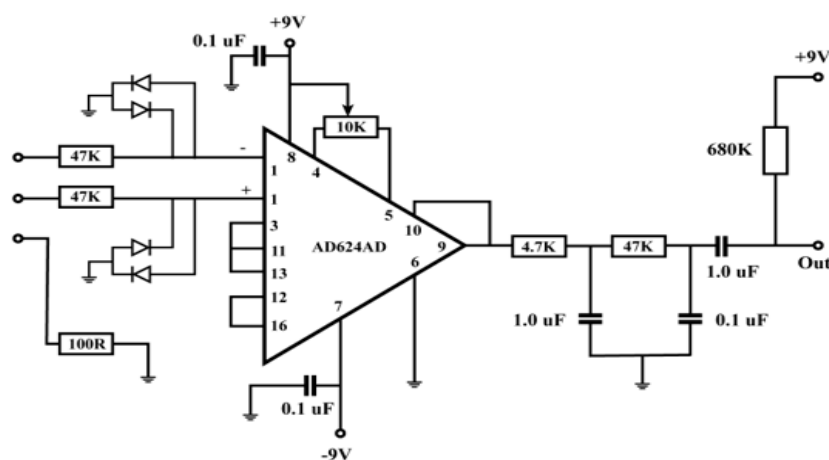 +9V
0.1 uF
+9V
10K
680K
47K
-
1
8
4
47K
+
1
5
3
10
11
AD624AD
9
4.7K
47K
13
6
1.0 uF
Out
12
7
16
1.0 uF
0.1 uF
100R
0.1 uF
-9V